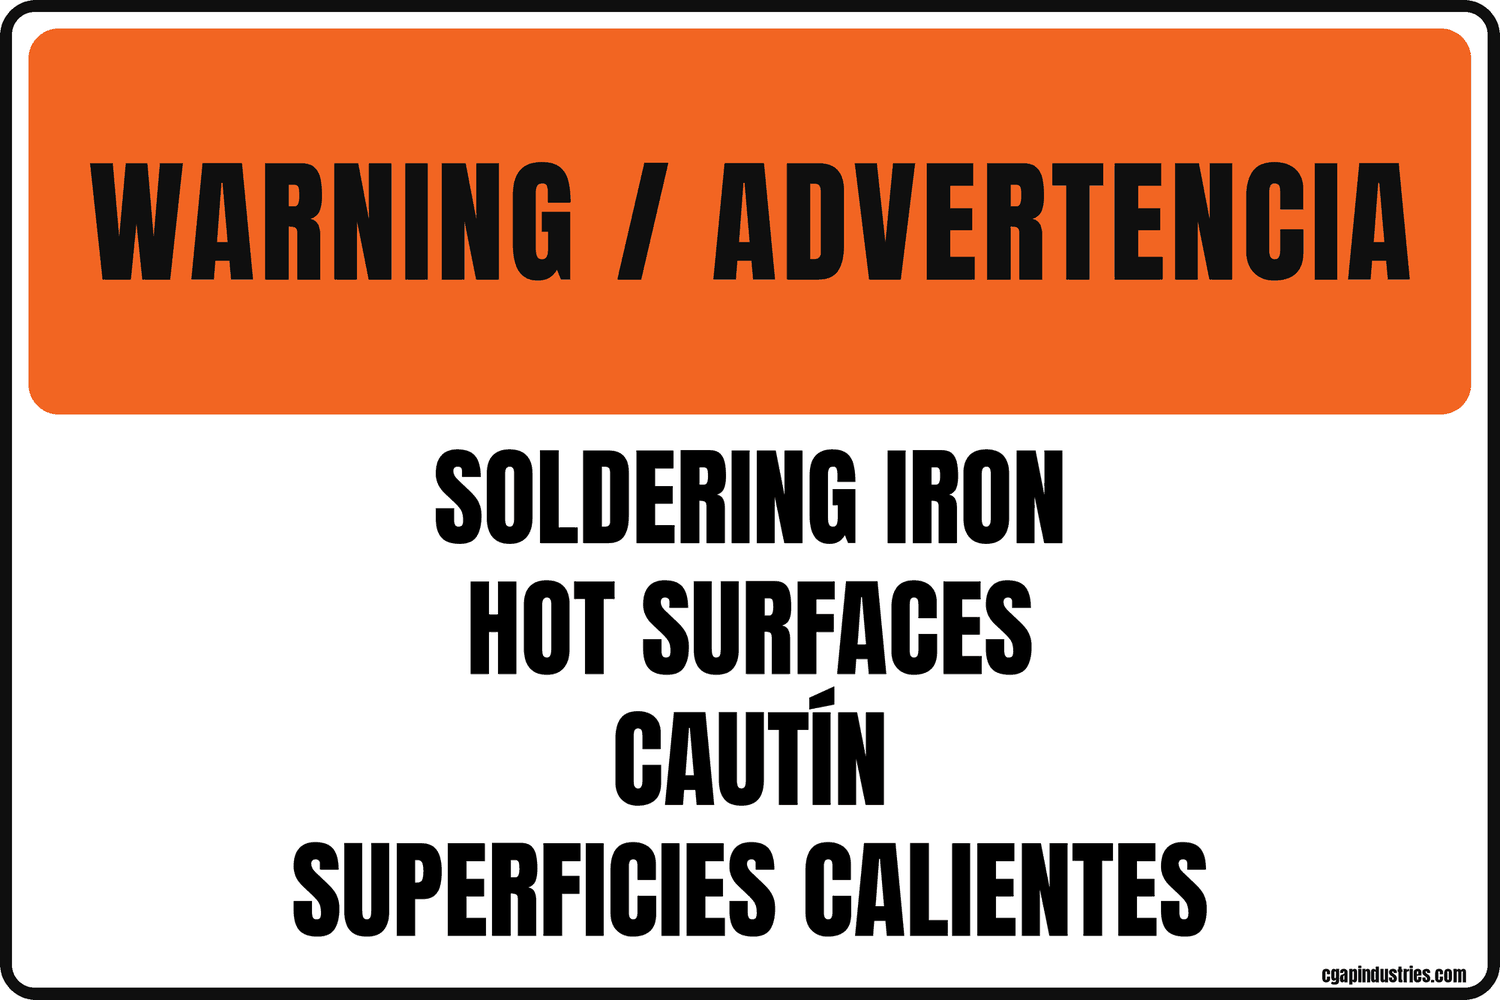 WARNING / ADVERTENCIA
SOLDERING IRON
HOT SURFACES
CAUTÍN
SUPERFICIES CALIENTES
cgapindustries.com